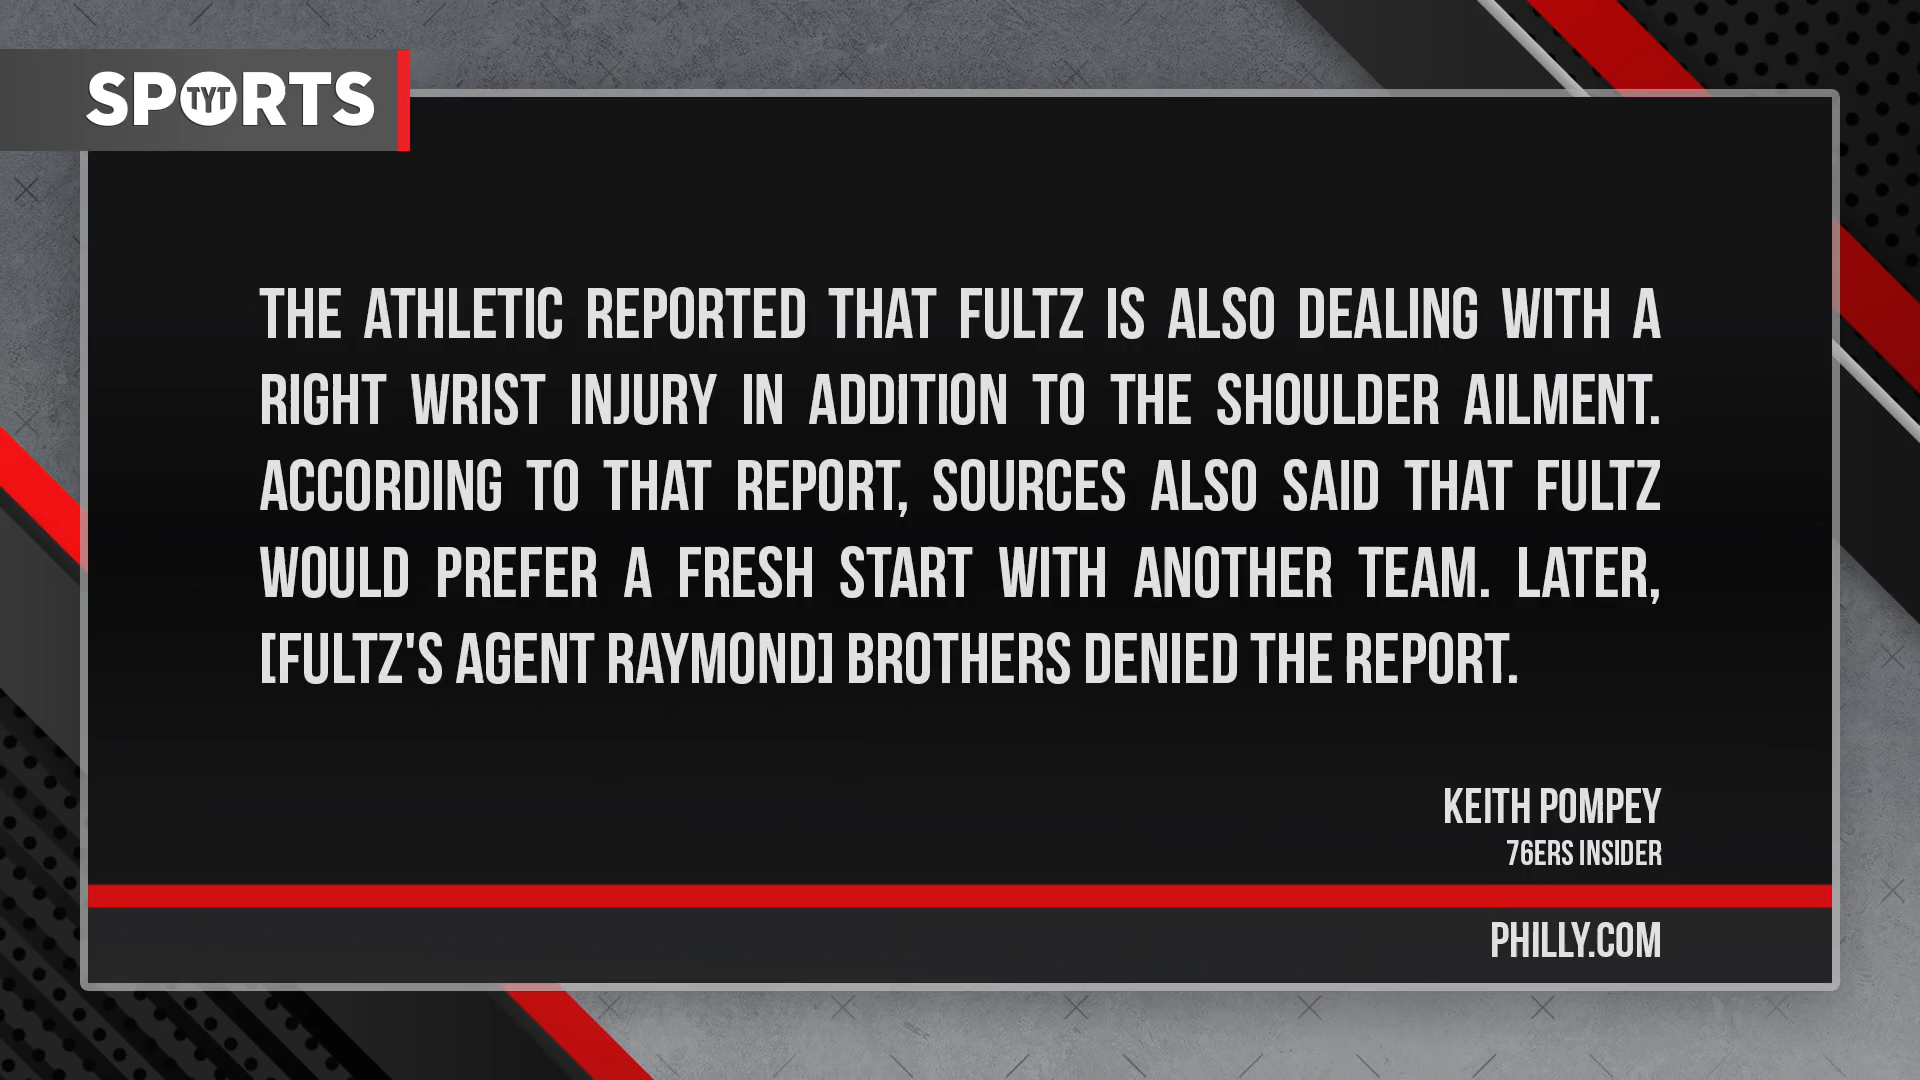 SPORTS
TYT
THE ATHLETIC REPORTED THAT FULTZ IS ALSO DEALING WITH A
RIGHT WRIST INJURY IN ADDITION TO THE SHOULDER AILMENT.
ACCORDING TO THAT REPORT, SOURCES ALSO SAID THAT FULTZ
WOULD PREFER A FRESH START WITH ANOTHER TEAM. LATER,
[FULTZ'S AGENT RAYMOND] BROTHERS DENIED THE REPORT.
KEITH POMPEY
76ERS INSIDER
PHILLY.COM